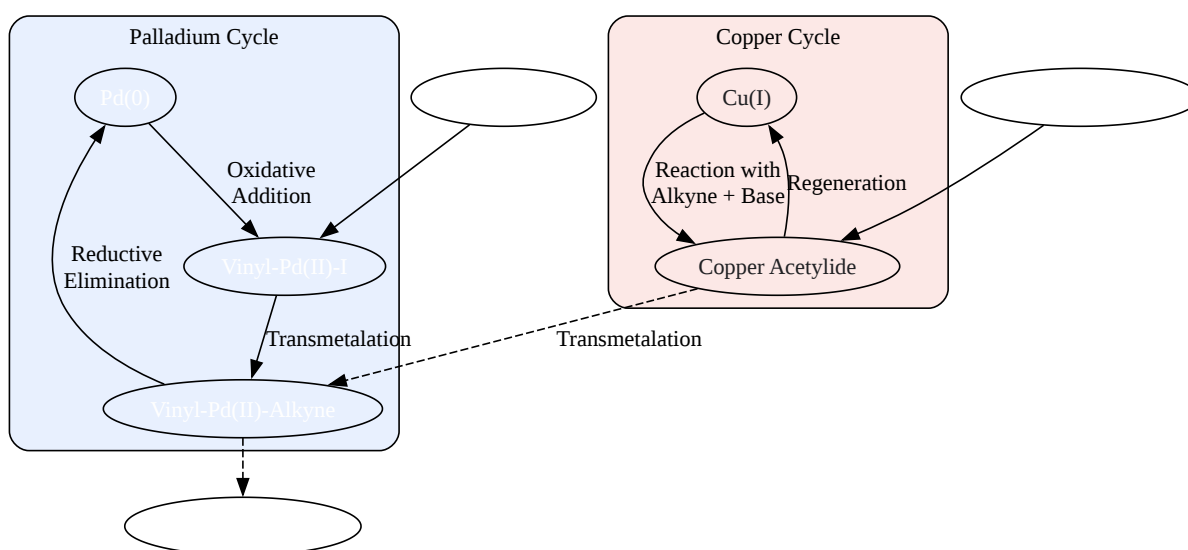 Palladium Cycle
Copper Cycle
Pd(0)
Cu(I)
Oxidative
Addition
Reaction with
Alkyne + Base
Regeneration
Reductive
Elimination
Vinyl-Pd(II)-I
Copper Acetylide
Transmetalation
Transmetalation
Vinyl-Pd(II)-Alkyne